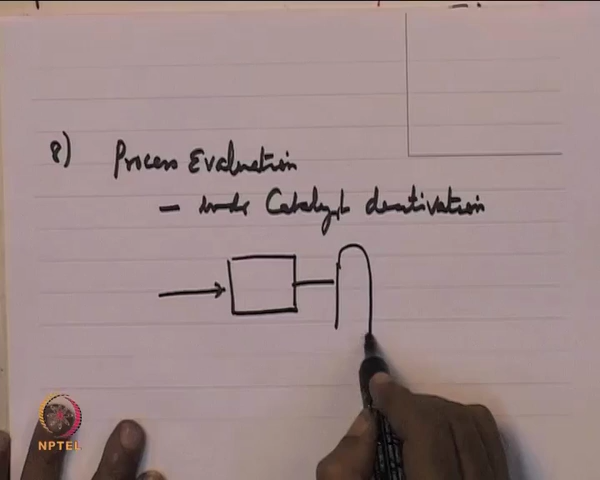 8) Process Evaluation
- under Catalyst deactivation
NPTEL